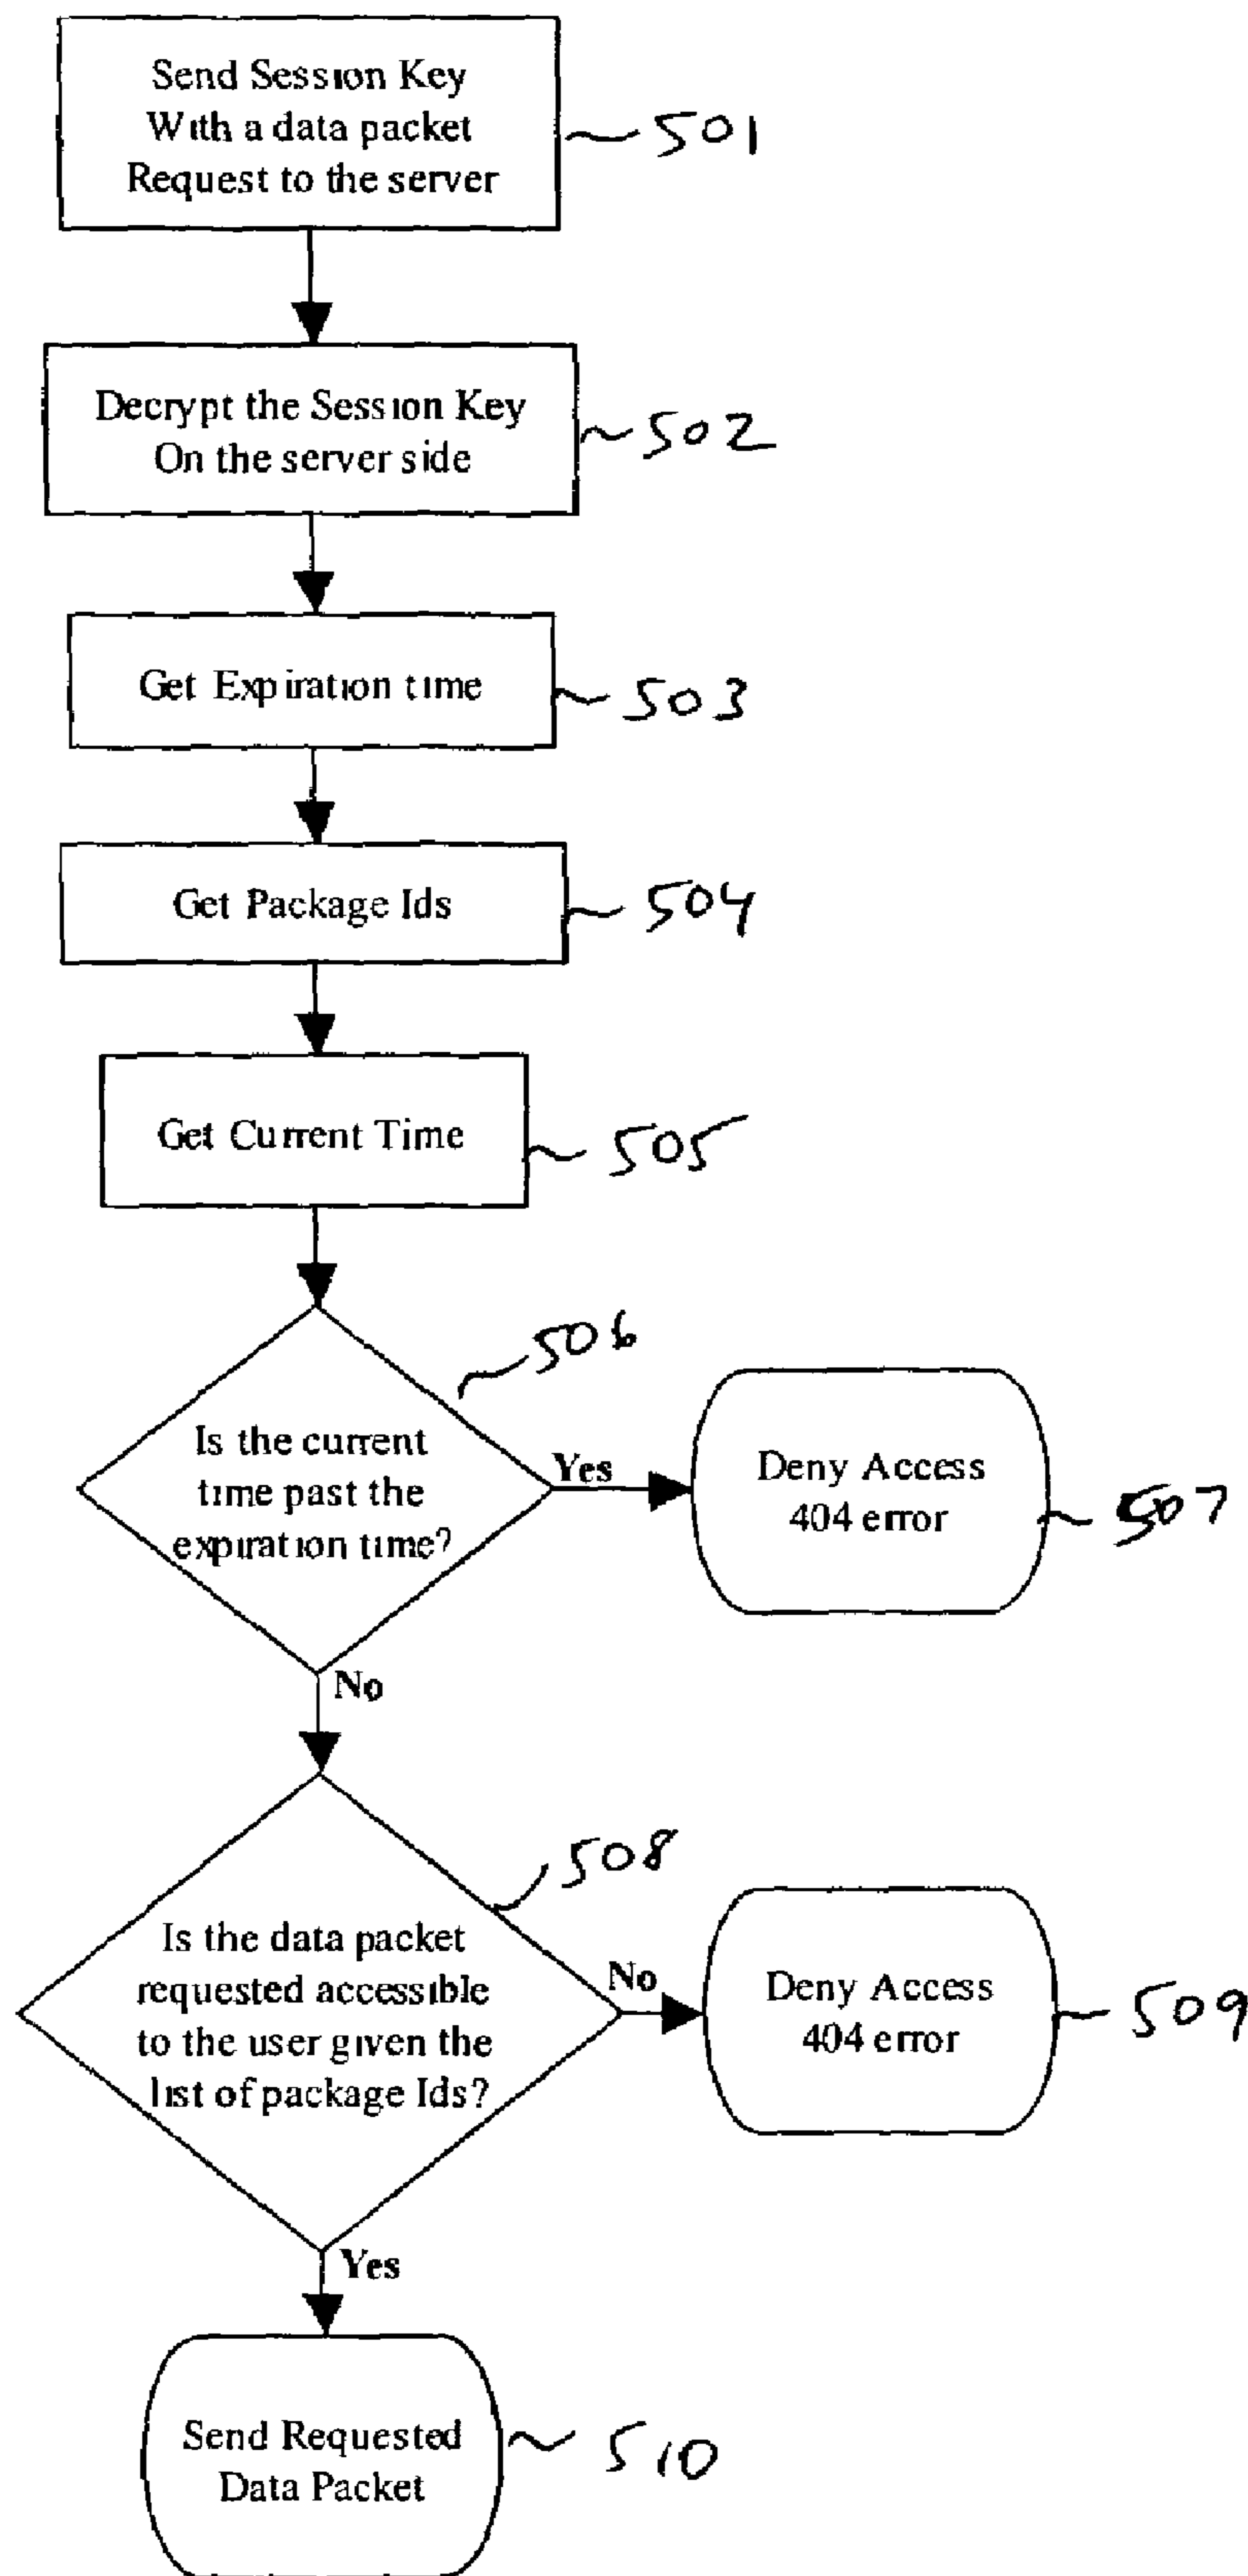 Send Session Key
With a data packet
Request to the server
501
Decrypt the Session Key
On the server side
502
Get Expiration time
503
Get Package Ids
504
Get Current Time
505
506
Is the current
time past the
expiration time?
Yes
Deny Access
404 error
507
No
508
Is the data packet
requested accessible
to the user given the
list of package Ids?
No
Deny Access
404 error
509
Yes
Send Requested
Data Packet
510